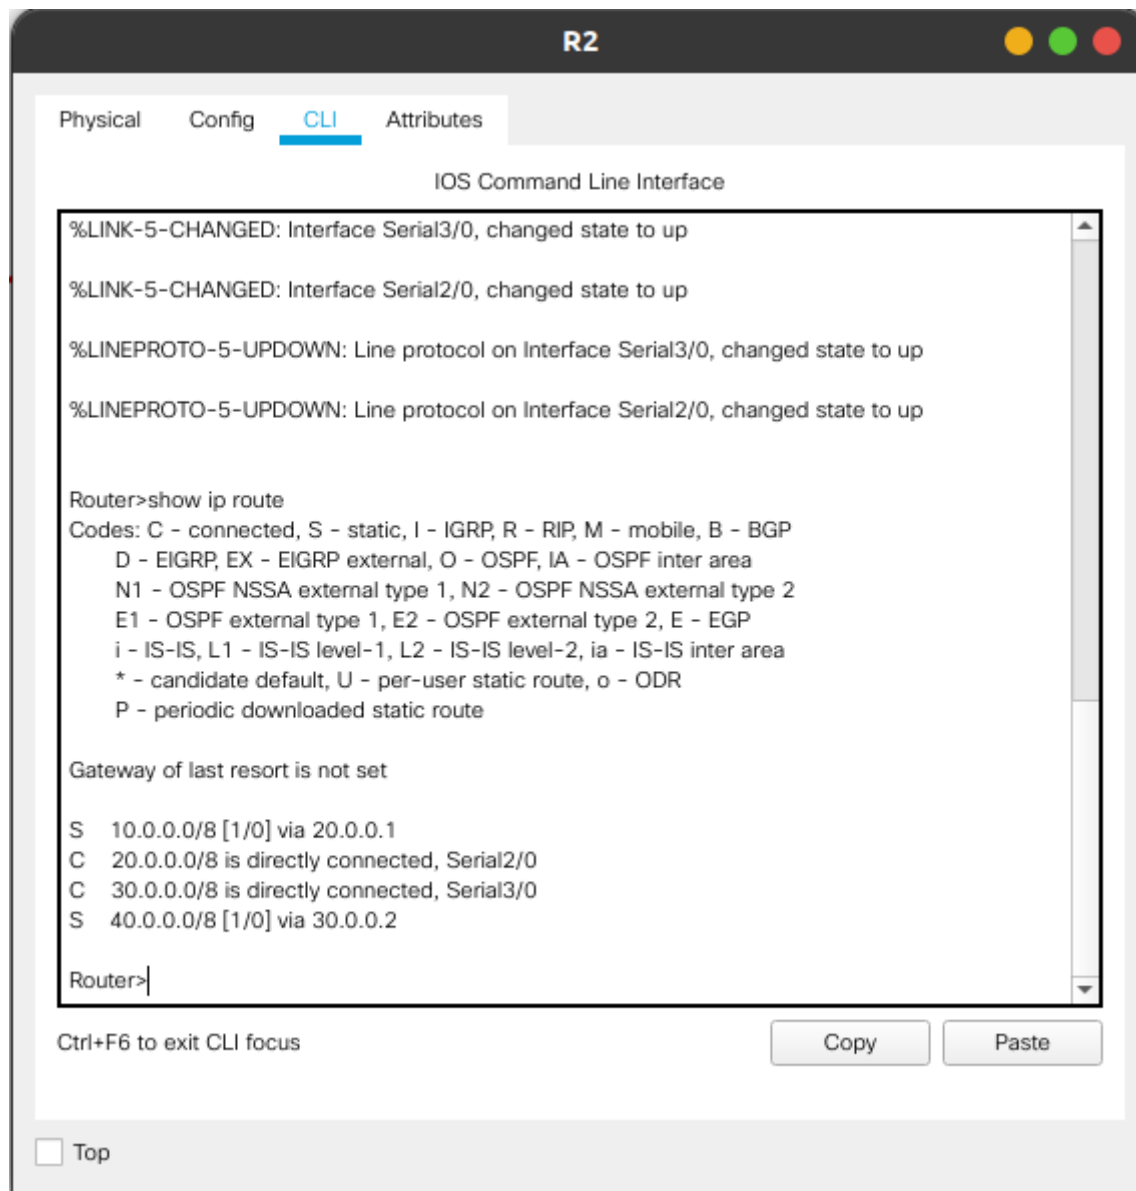 R2
Physical Config CLI Attributes
IOS Command Line Interface
%LINK-5-CHANGED: Interface Serial3/0, changed state to up
%LINK-5-CHANGED: Interface Serial2/0, changed state to up
%LINEPROTO-5-UPDOWN: Line protocol on Interface Serial3/0, changed state to up
%LINEPROTO-5-UPDOWN: Line protocol on Interface Serial2/0, changed state to up
Router>show ip route
Codes: C - connected, S - static, I - IGRP, R - RIP, M - mobile, B - BGP
D - EIGRP, EX - EIGRP external, O - OSPF, IA - OSPF inter area
N1 - OSPF NSSA external type 1, N2 - OSPF NSSA external type 2
E1 - OSPF external type 1, E2 - OSPF external type 2, E - EGP
i - IS-IS, L1 - IS-IS level-1, L2 - IS-IS level-2, ia - IS-IS inter area
* - candidate default, U - per-user static route, o - ODR
P - periodic downloaded static route
Gateway of last resort is not set
S 10.0.0.0/8 [1/0] via 20.0.0.1
C 20.0.0.0/8 is directly connected, Serial2/0
C 30.0.0.0/8 is directly connected, Serial3/0
S 40.0.0.0/8 [1/0] via 30.0.0.2
Router>
Ctrl+F6 to exit CLI focus
Copy Paste
Top